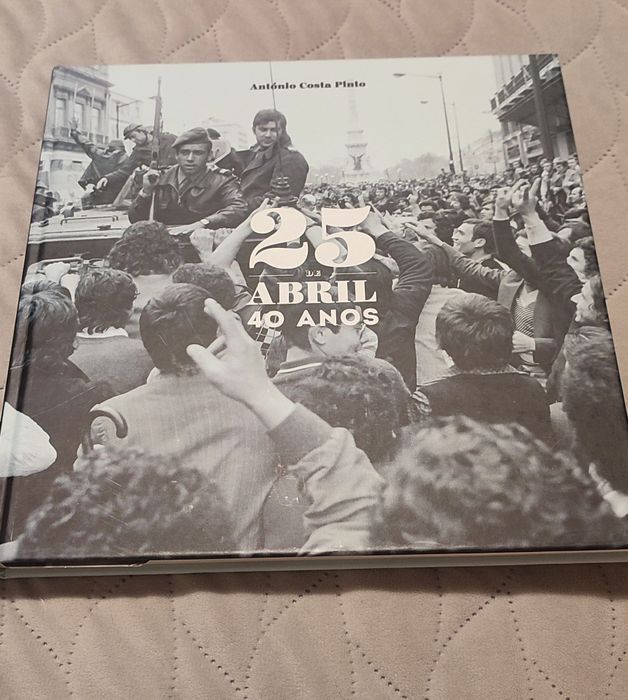 António Costa Pinto
25
DE
ABRIL
40 ANOS